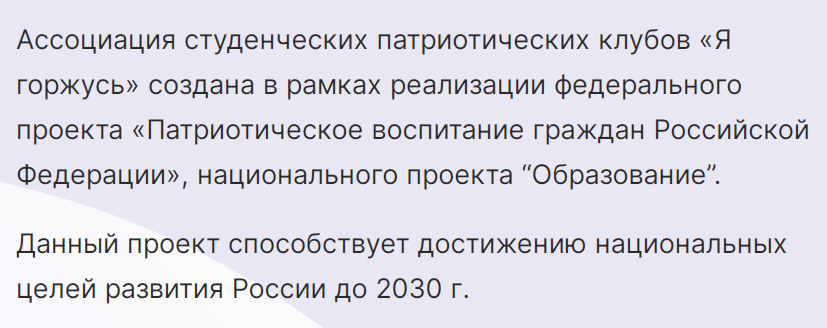 Ассоциация студенческих патриотических клубов «Я
горжусь» создана в рамках реализации федерального
проекта «Патриотическое воспитание граждан Российской
Федерации», национального проекта “Образование”.
Данный проект способствует достижению национальных
целей развития России до 2030 г.